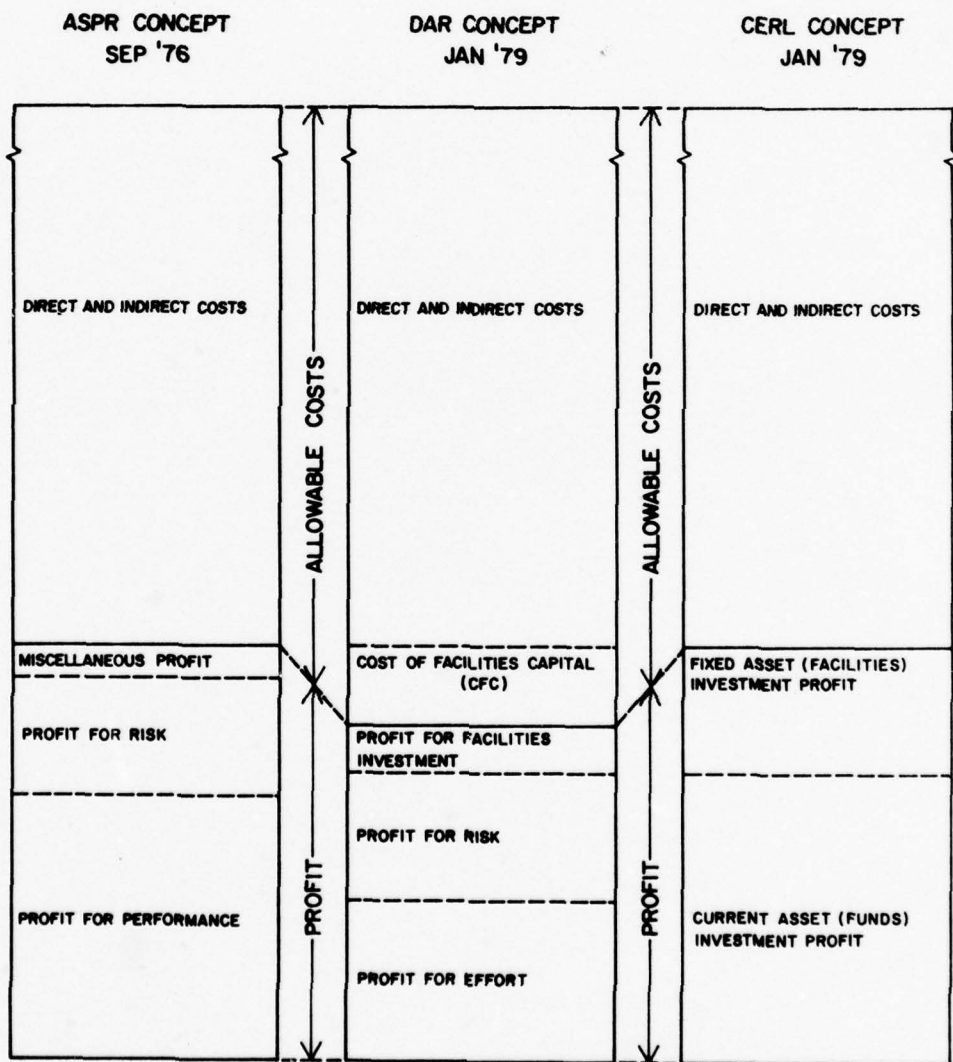 ASPR CONCEPT
SEP '76
DAR CONCEPT
JAN '79
CERL CONCEPT
JAN '79
DIRECT AND INDIRECT COSTS
MISCELLANEOUS PROFIT
PROFIT FOR RISK
PROFIT FOR PERFORMANCE
ALLOWABLE COSTS
PROFIT
DIRECT AND INDIRECT COSTS
COST OF FACILITIES CAPITAL
(CFC)
PROFIT FOR FACILITIES
INVESTMENT
PROFIT FOR RISK
PROFIT FOR EFFORT
ALLOWABLE COSTS
PROFIT
DIRECT AND INDIRECT COSTS
FIXED ASSET (FACILITIES)
INVESTMENT PROFIT
CURRENT ASSET (FUNDS)
INVESTMENT PROFIT